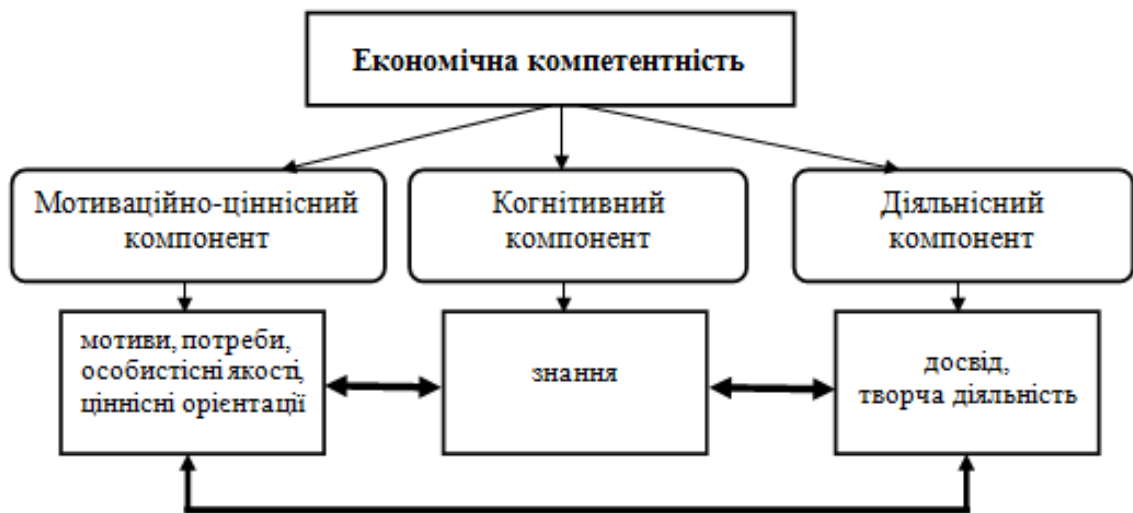 Економічна компетентність
Мотиваційно-ціннісний
компонент
Когнітивний
компонент
Діяльнісний
компонент
мотиви, потреби,
особистісні якості,
ціннісні орієнтації
знання
досвід,
творча діяльність